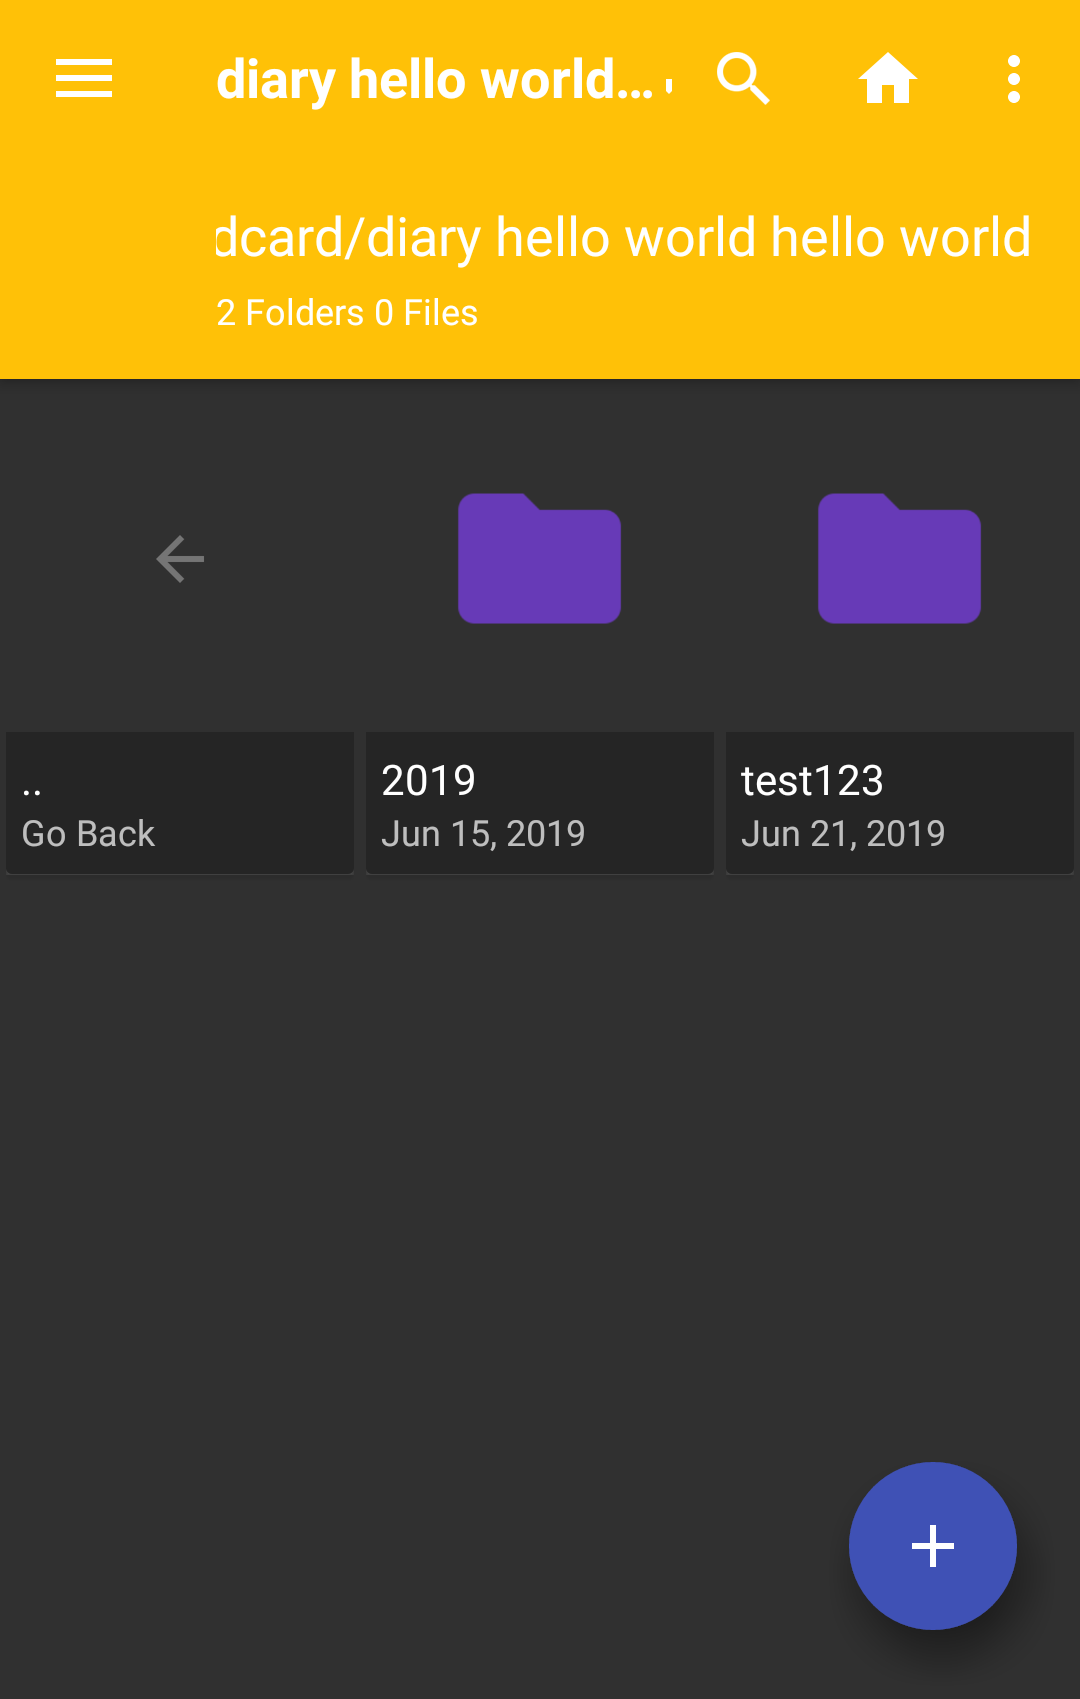 diary hello world...
dcard/diary hello world hello world
2 Folders 0 Files
..
Go Back
2019
Jun 15, 2019
test123
Jun 21, 2019